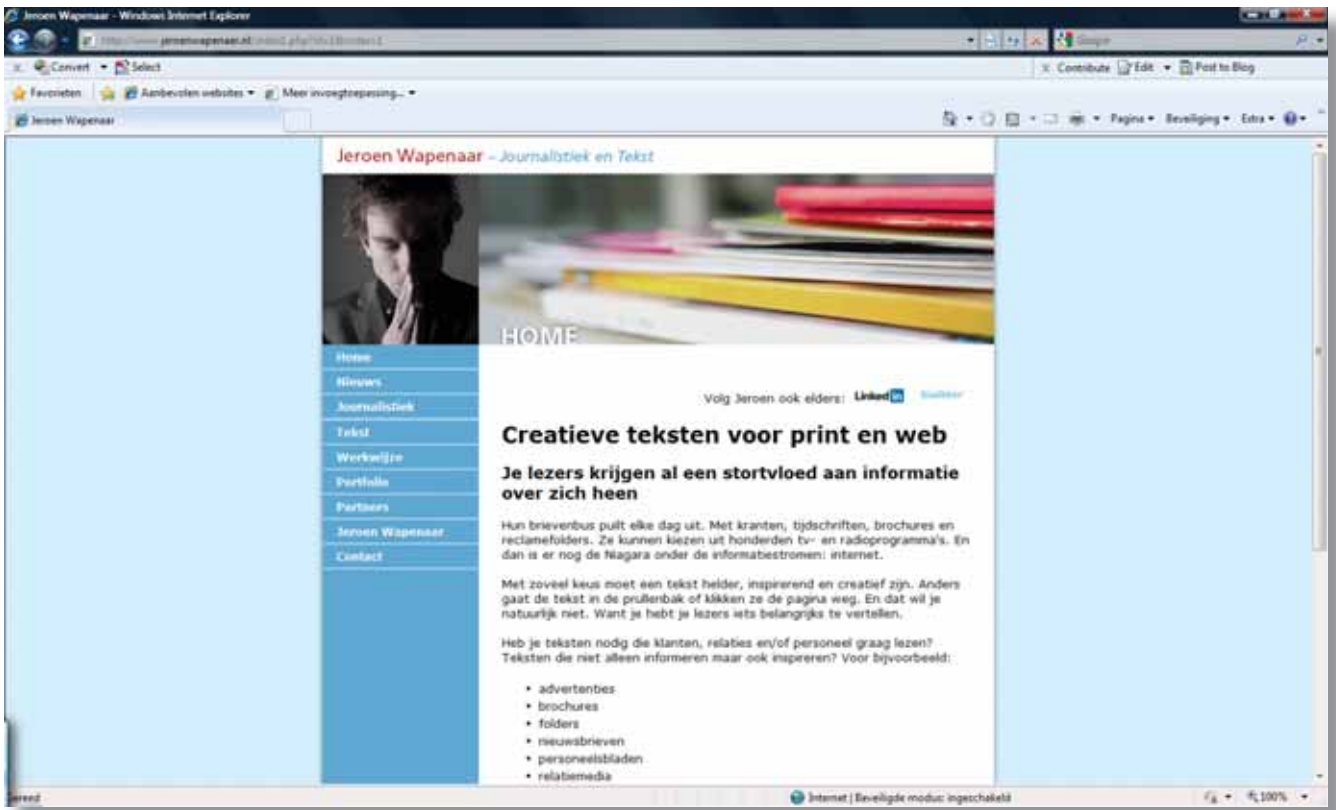 Jeroen Wapenaar - Windows Internet Explorer
jeroenwapenaar.nl
Google
x Convert Select
x Contribute Edit Post to Blog
Favorieten Aanbevolen websites Meer invoegtoepassing...
Jeroen Wapenaar
Pagina Beveiliging Extra
Jeroen Wapenaar - Journalistiek en Tekst
HOME
Home
Nieuws
Journalistiek
Tekst
Werkwijze
Portfolio
Partners
Jeroen Wapenaar
Contact
Volg Jeroen ook elders: Linked in twitter
Creatieve teksten voor print en web
Je lezers krijgen al een stortvloed aan informatie
over zich heen
Hun brievenbus puilt elke dag uit. Met kranten, tijdschriften, brochures en
reclamefolders. Ze kunnen kiezen uit honderden tv- en radioprogramma's. En
dan is er nog de Niagara onder de informatiestromen: internet.
Met zoveel keus moet een tekst helder, inspirerend en creatief zijn. Anders
gaat de tekst in de prullenbak of klikken ze de pagina weg. En dat wil je
natuurlijk niet. Want je hebt je lezers iets belangrijks te vertellen.
Heb je teksten nodig die klanten, relaties en/of personeel graag lezen?
Teksten die niet alleen informeren maar ook inspireren? Voor bijvoorbeeld:
• advertenties
• brochures
• folders
• nieuwsbrieven
• personeelsbladen
• relatiemedia
Internet | Beveiligde modus: ingeschakeld
100%